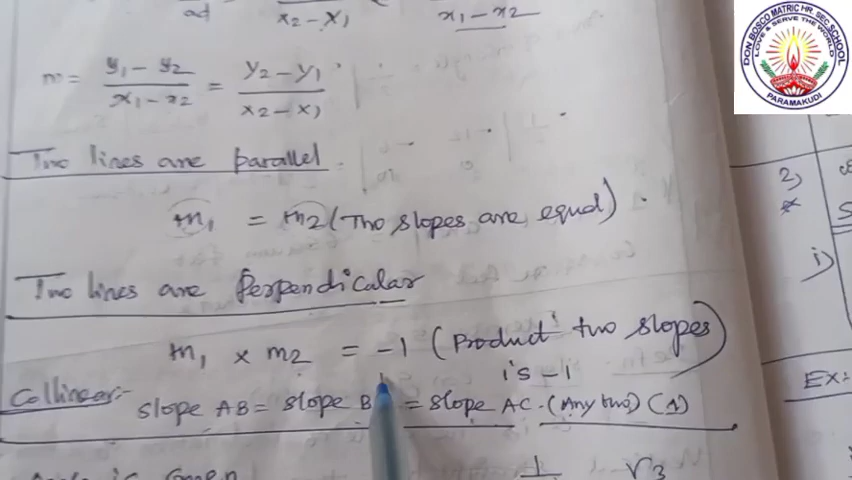 x2-x1 x1-x2
m = y1-y2/x1-x2 = y2-y1/x2-x1
Two lines are parallel
m1 = m2 (Two slopes are equal)
Two lines are Perpendicular
m1 x m2 = -1 (Product two slopes
is -1
Collinear:-
slope AB = slope B = slope AC. (Any two) (A)
1 r3
2)
i)
EX:
DON BOSCO MATRIC HR. SEC. SCHOOL
LOVE & SERVE THE WORLD
PARAMAKUDI